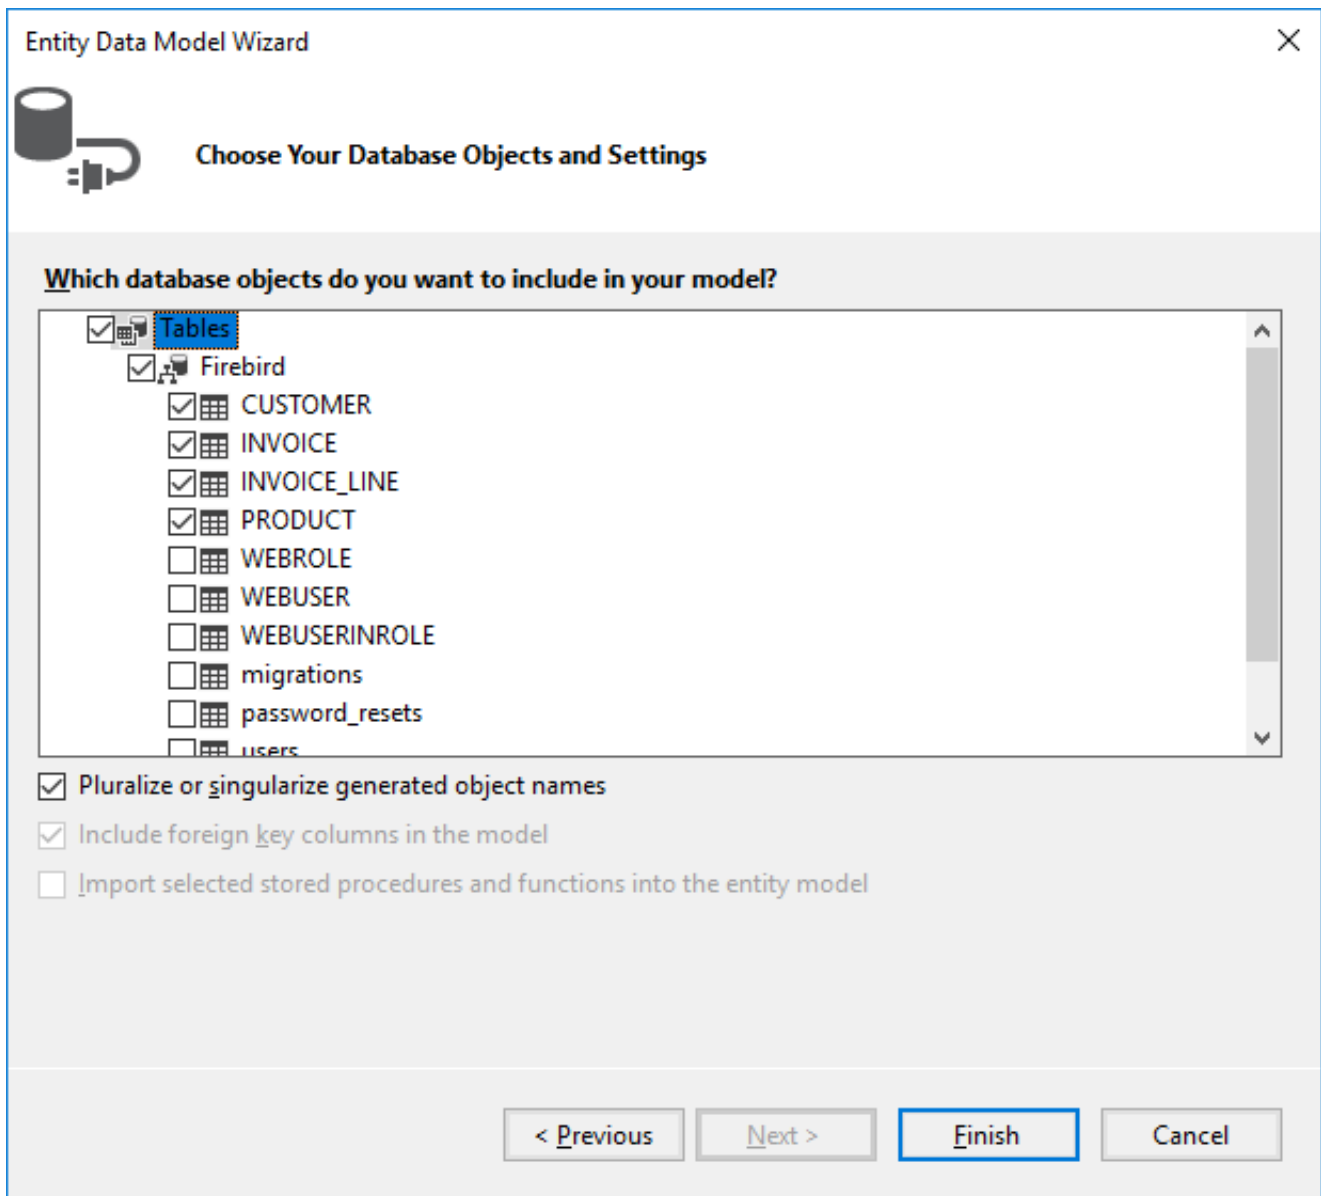 Entity Data Model Wizard
Choose Your Database Objects and Settings
Which database objects do you want to include in your model?
Tables
Firebird
CUSTOMER
INVOICE
INVOICE_LINE
PRODUCT
WEBROLE
WEBUSER
WEBUSERINROLE
migrations
password_resets
users
Pluralize or singularize generated object names
Include foreign key columns in the model
Import selected stored procedures and functions into the entity model
< Previous Next > Finish Cancel